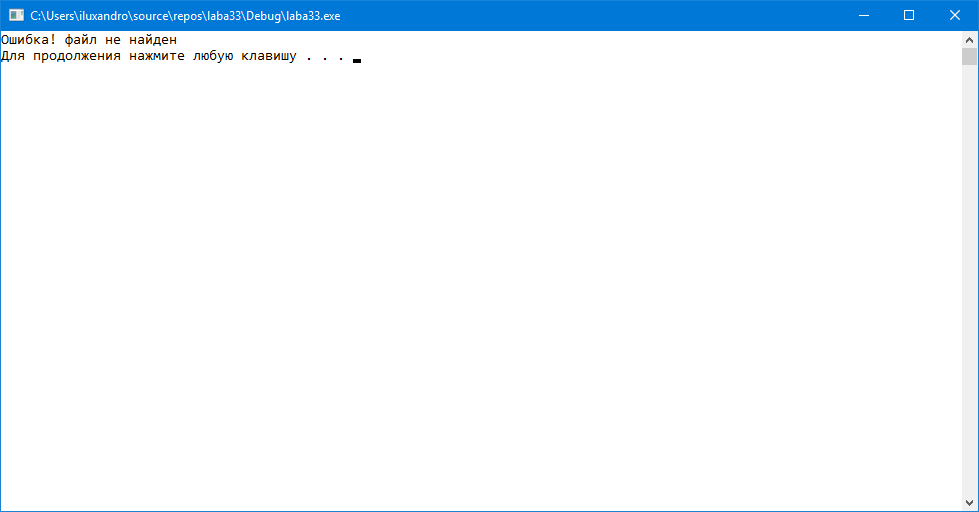 C:\Users\iluxandro\source\repos\laba33\Debug\laba33.exe
Ошибка! файл не найден
Для продолжения нажмите любую клавишу . . .